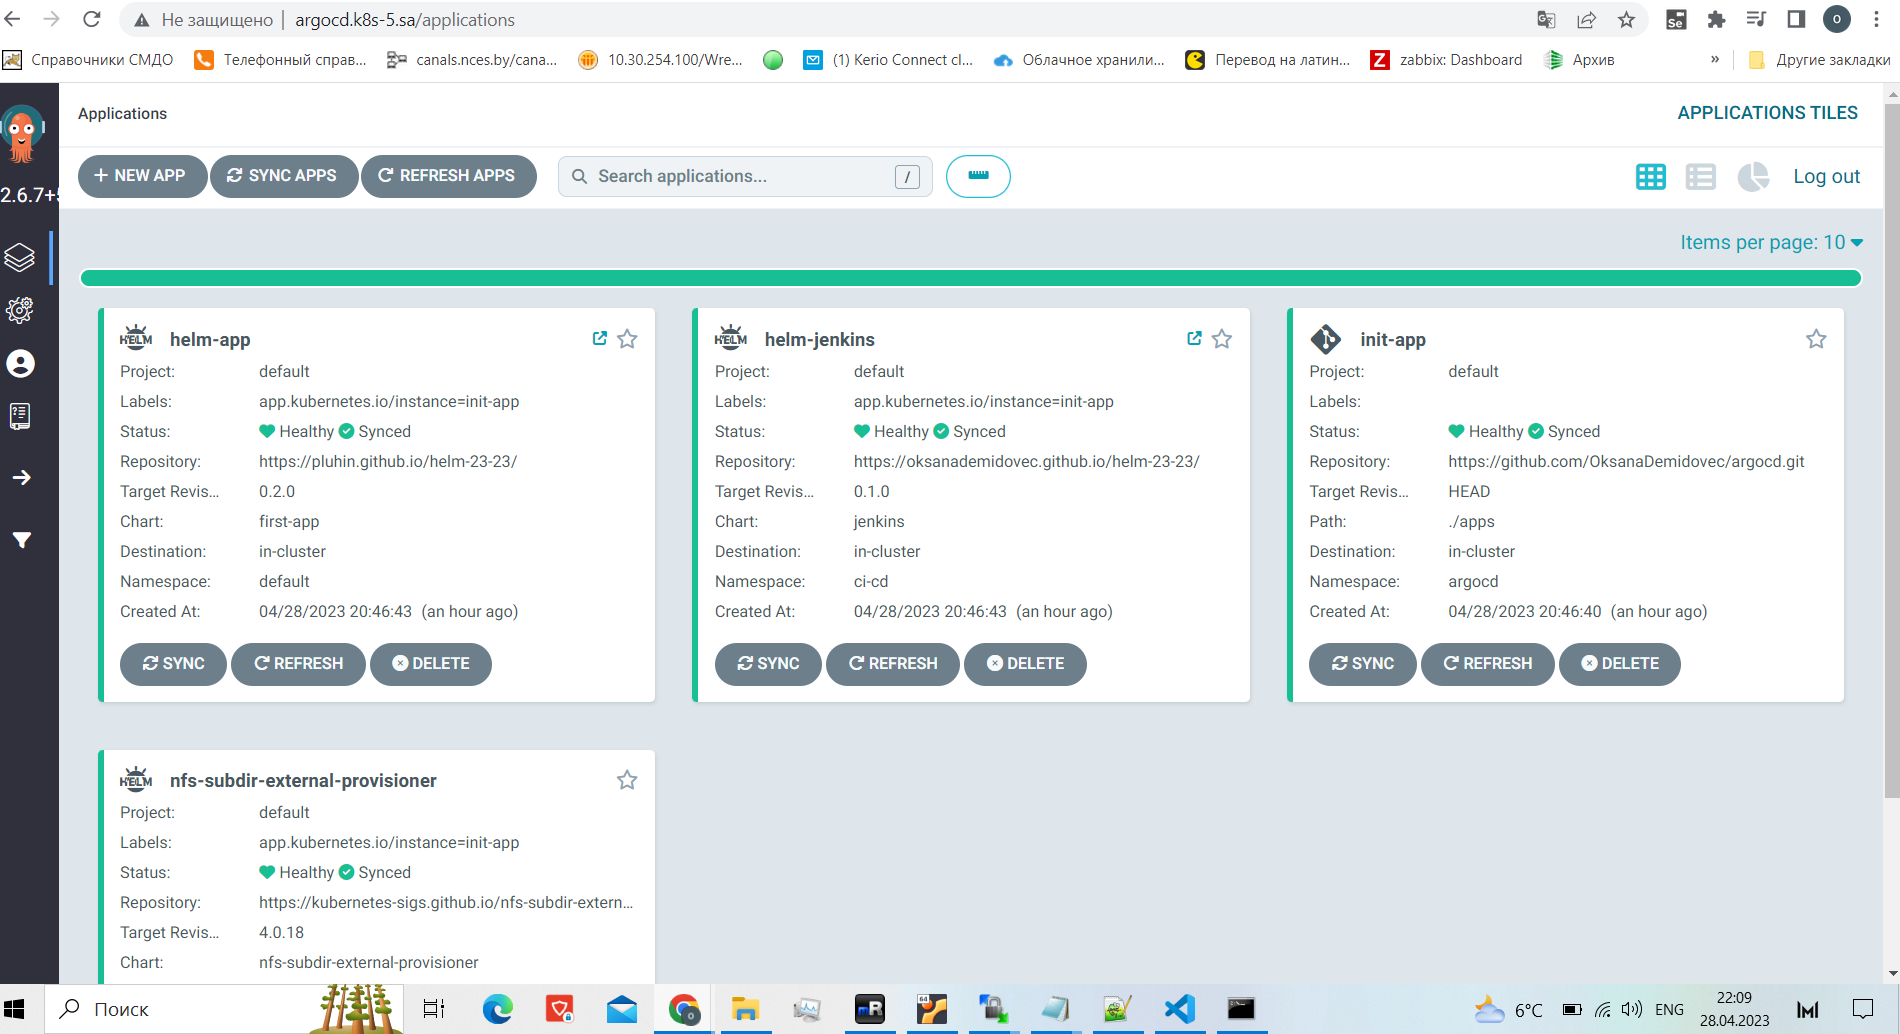 Не защищено argocd.k8s-5.sa/applications
Справочники СМДО Телефонный справ... canals.nces.by/cana... 10.30.254.100/Wre... (1) Kerio Connect cl... Облачное хранили... Перевод на латин... zabbix: Dashboard Архив » Другие закладки
Applications APPLICATIONS TILES
NEW APP SYNC APPS REFRESH APPS Search applications... / Log out
2.6.7+
Items per page: 10
HELM helm-app
Project: default
Labels: app.kubernetes.io/instance=init-app
Status: Healthy Synced
Repository: https://pluhin.github.io/helm-23-23/
Target Revis... 0.2.0
Chart: first-app
Destination: in-cluster
Namespace: default
Created At: 04/28/2023 20:46:43 (an hour ago)
SYNC REFRESH DELETE
HELM helm-jenkins
Project: default
Labels: app.kubernetes.io/instance=init-app
Status: Healthy Synced
Repository: https://oksanademidovec.github.io/helm-23-23/
Target Revis... 0.1.0
Chart: jenkins
Destination: in-cluster
Namespace: ci-cd
Created At: 04/28/2023 20:46:43 (an hour ago)
SYNC REFRESH DELETE
init-app
Project: default
Labels:
Status: Healthy Synced
Repository: https://github.com/OksanaDemidovec/argocd.git
Target Revis... HEAD
Path: ./apps
Destination: in-cluster
Namespace: argocd
Created At: 04/28/2023 20:46:40 (an hour ago)
SYNC REFRESH DELETE
HELM nfs-subdir-external-provisioner
Project: default
Labels: app.kubernetes.io/instance=init-app
Status: Healthy Synced
Repository: https://kubernetes-sigs.github.io/nfs-subdir-extern...
Target Revis... 4.0.18
Chart: nfs-subdir-external-provisioner
Поиск 6°C ENG 22:09
28.04.2023